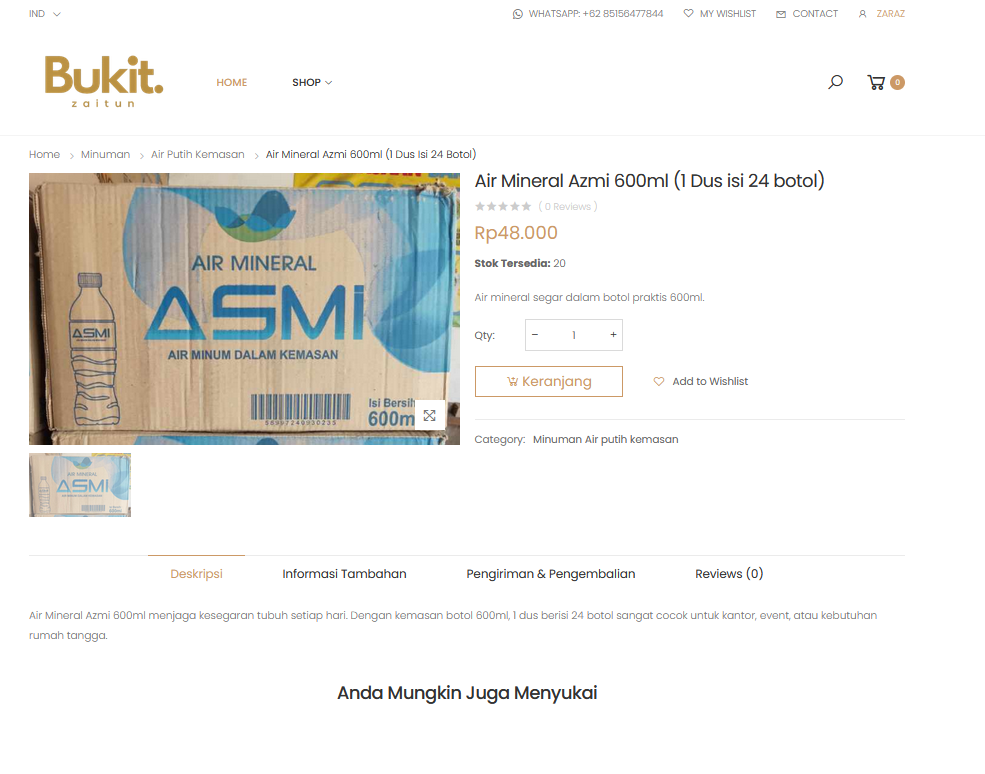 IND
WHATSAPP: +62 85156477844
MY WISHLIST
CONTACT
ZARAZ
Bukit.
zaitun
HOME
SHOP
0
Home > Minuman > Air Putih Kemasan > Air Mineral Azmi 600ml (1 Dus Isi 24 Botol)
AIR MINERAL
ASMi
AIR MINUM DALAM KEMASAN
ASMI
Isi Bersih
600m
Air Mineral Azmi 600ml (1 Dus isi 24 botol)
( 0 Reviews )
Rp48.000
Stok Tersedia: 20
Air mineral segar dalam botol praktis 600ml.
Qty: - 1 +
Keranjang
Add to Wishlist
Category: Minuman Air putih kemasan
AIR MINERAL
ASMi
Deskripsi
Informasi Tambahan
Pengiriman & Pengembalian
Reviews (0)
Air Mineral Azmi 600ml menjaga kesegaran tubuh setiap hari. Dengan kemasan botol 600ml, 1 dus berisi 24 botol sangat cocok untuk kantor, event, atau kebutuhan
rumah tangga.
Anda Mungkin Juga Menyukai